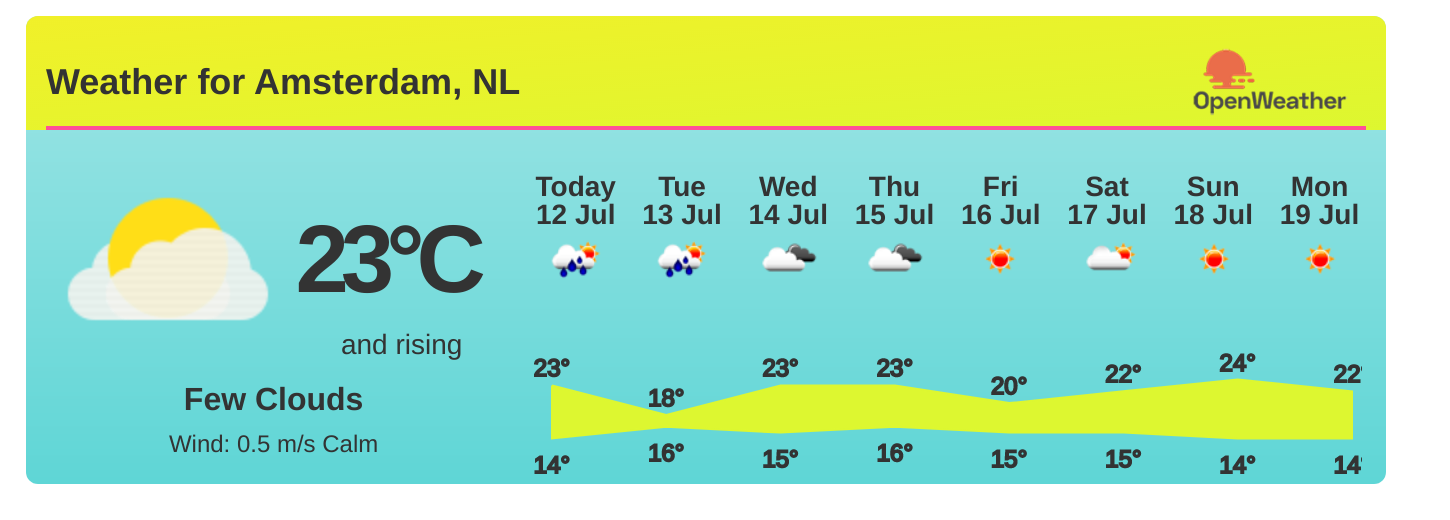 Weather for Amsterdam, NL
OpenWeather
23°C
and rising
Few Clouds
Wind: 0.5 m/s Calm
Today Tue Wed Thu Fri Sat Sun Mon
12 Jul 13 Jul 14 Jul 15 Jul 16 Jul 17 Jul 18 Jul 19 Jul
23° 18° 23° 23° 20° 22° 24° 22°
14° 16° 15° 16° 15° 15° 14° 14°